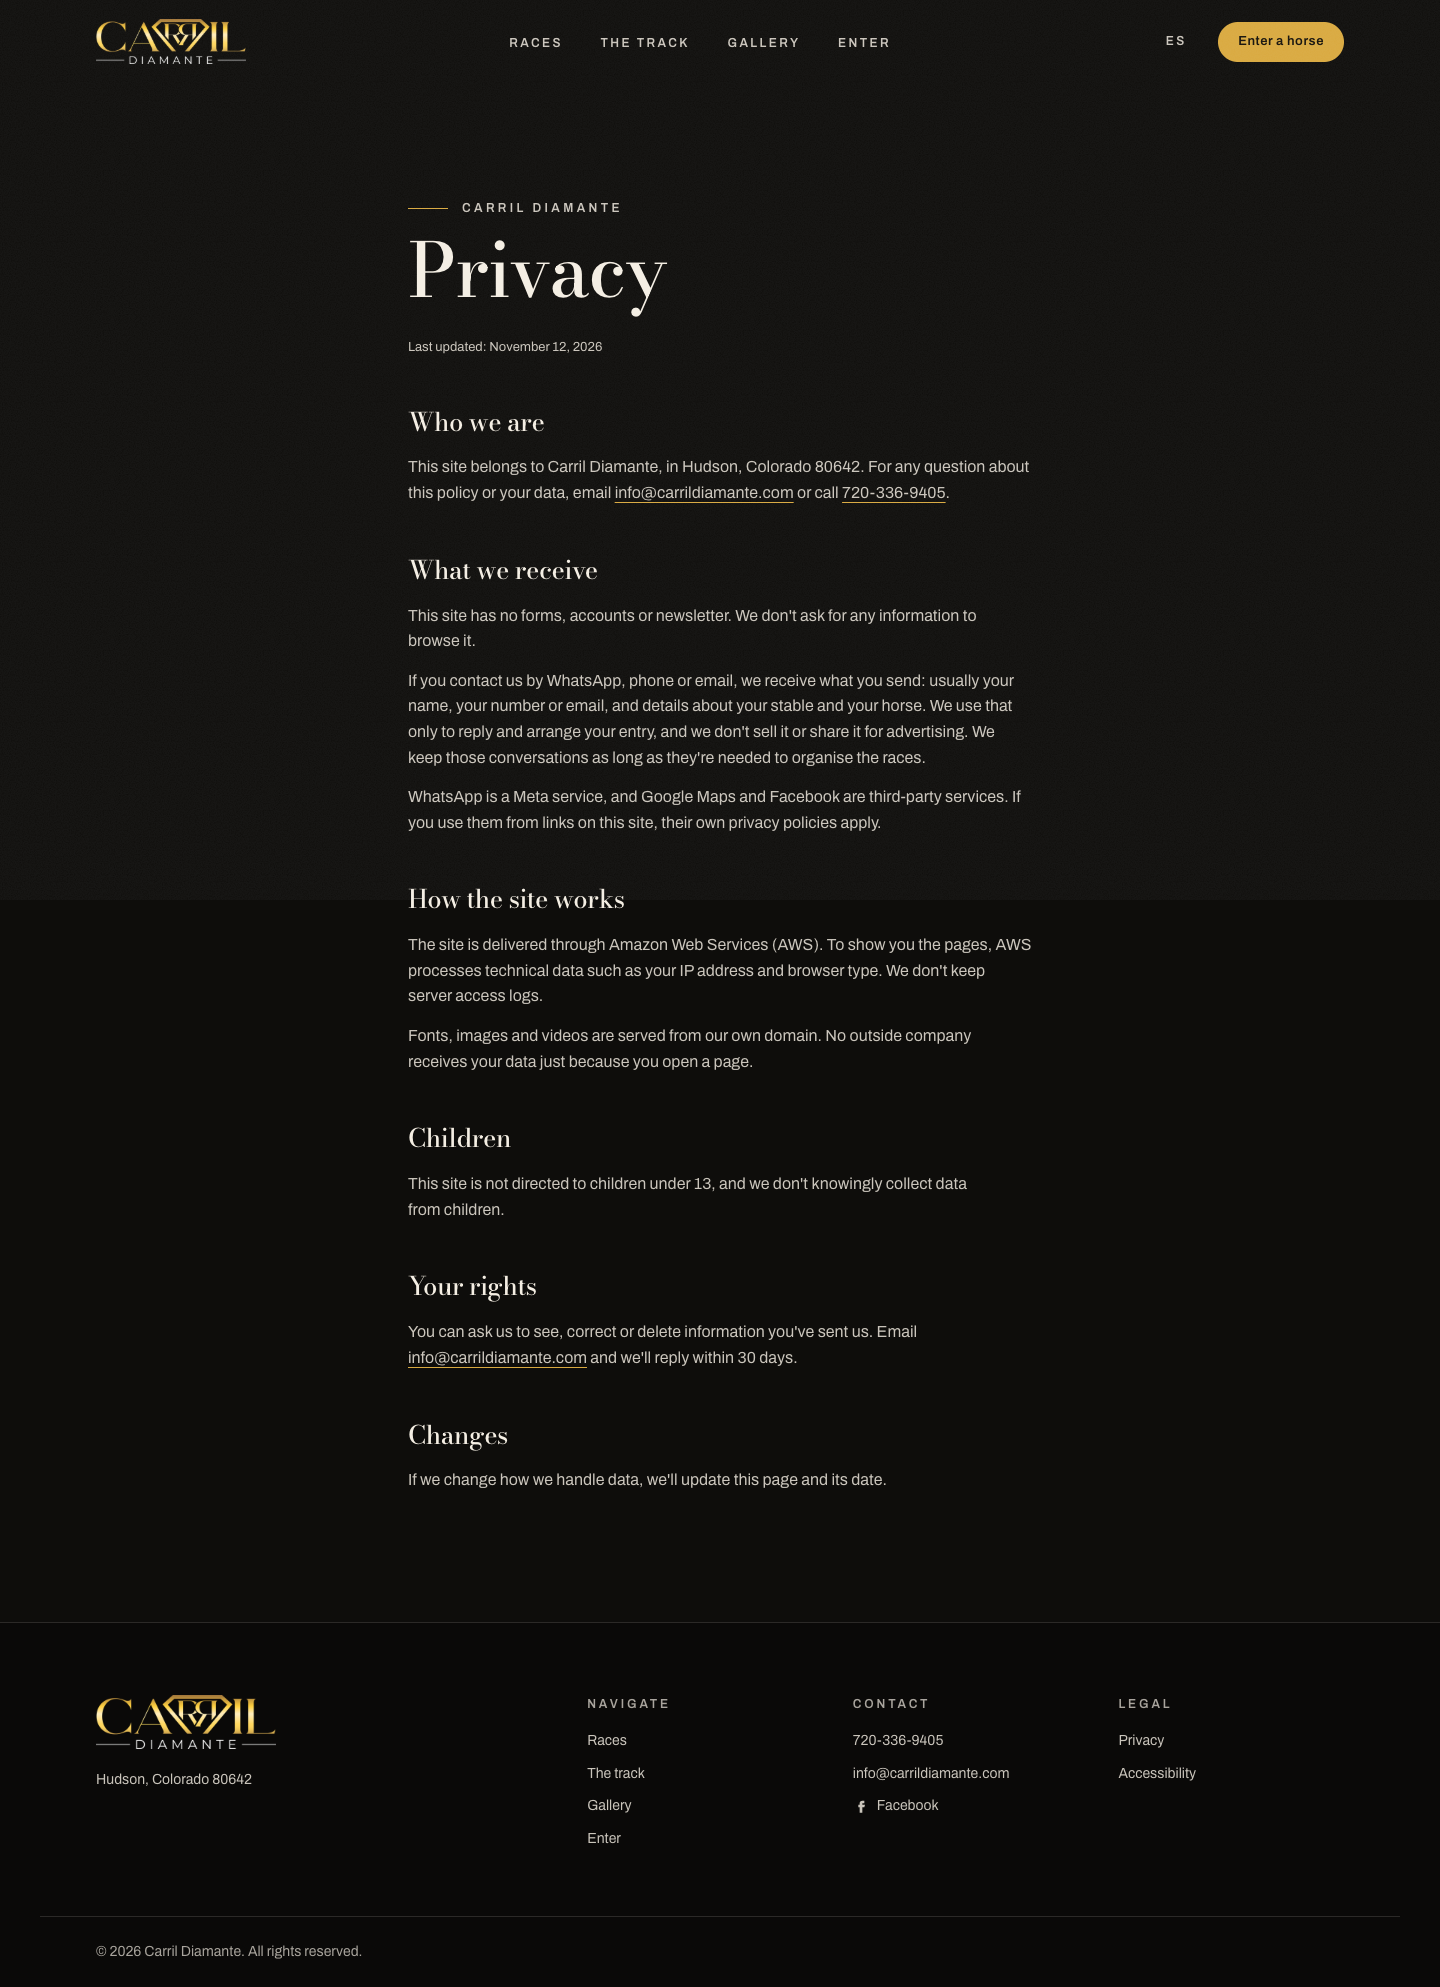 CARRIL
DIAMANTE
RACES THE TRACK GALLERY ENTER
ES
Enter a horse
CARRIL DIAMANTE
Privacy
Last updated: November 12, 2026
Who we are
This site belongs to Carril Diamante, in Hudson, Colorado 80642. For any question about
this policy or your data, email info@carrildiamante.com or call 720-336-9405.
What we receive
This site has no forms, accounts or newsletter. We don't ask for any information to
browse it.
If you contact us by WhatsApp, phone or email, we receive what you send: usually your
name, your number or email, and details about your stable and your horse. We use that
only to reply and arrange your entry, and we don't sell it or share it for advertising. We
keep those conversations as long as they're needed to organise the races.
WhatsApp is a Meta service, and Google Maps and Facebook are third-party services. If
you use them from links on this site, their own privacy policies apply.
How the site works
The site is delivered through Amazon Web Services (AWS). To show you the pages, AWS
processes technical data such as your IP address and browser type. We don't keep
server access logs.
Fonts, images and videos are served from our own domain. No outside company
receives your data just because you open a page.
Children
This site is not directed to children under 13, and we don't knowingly collect data
from children.
Your rights
You can ask us to see, correct or delete information you've sent us. Email
info@carrildiamante.com and we'll reply within 30 days.
Changes
If we change how we handle data, we'll update this page and its date.
CARRIL
DIAMANTE
Hudson, Colorado 80642
NAVIGATE
Races
The track
Gallery
Enter
CONTACT
720-336-9405
info@carrildiamante.com
Facebook
LEGAL
Privacy
Accessibility
© 2026 Carril Diamante. All rights reserved.